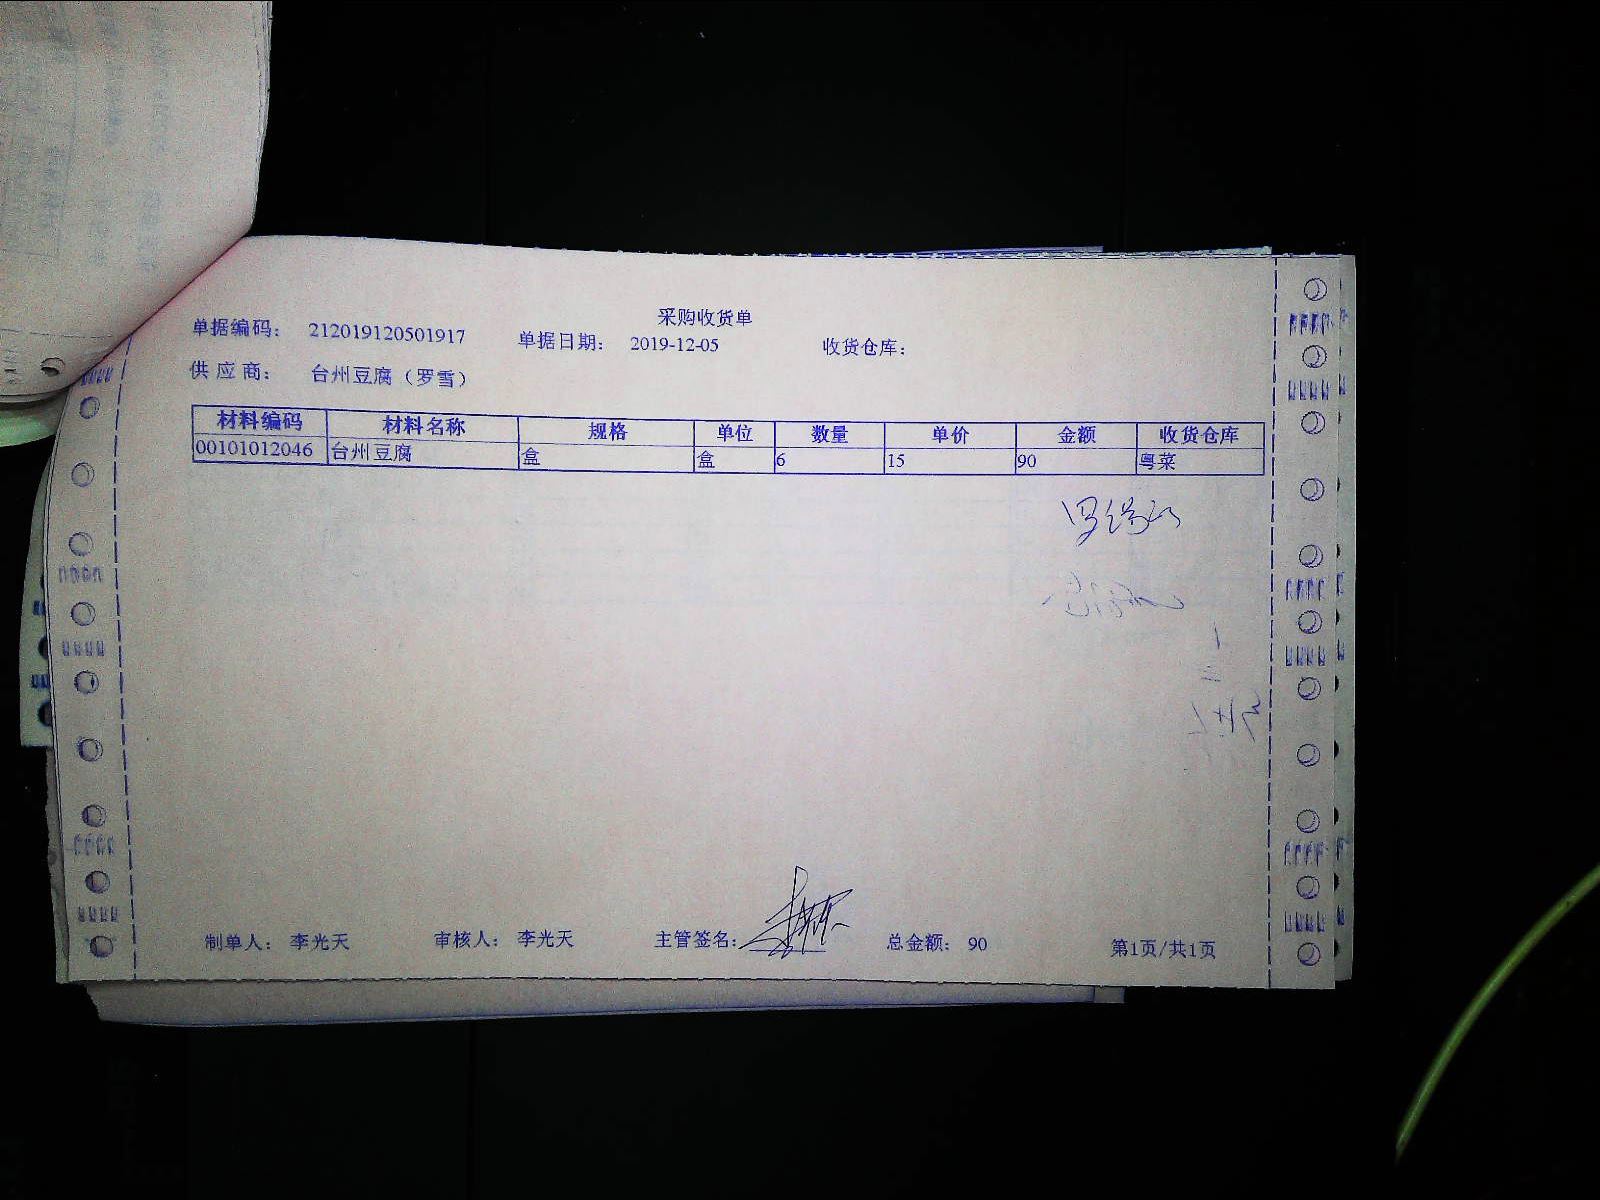 采购收货单
单据编码： 212019120501917 单据日期： 2019-12-05 收货仓库：
供应商： 台州豆腐（罗雪）
材料编码 材料名称 规格 单位 数量 单价 金额 收货仓库
00101012046 台州豆腐 盒 盒 6 15 90 粤菜
制单人： 李光天 审核人： 李光天 主管签名： 总金额： 90 第1页/共1页